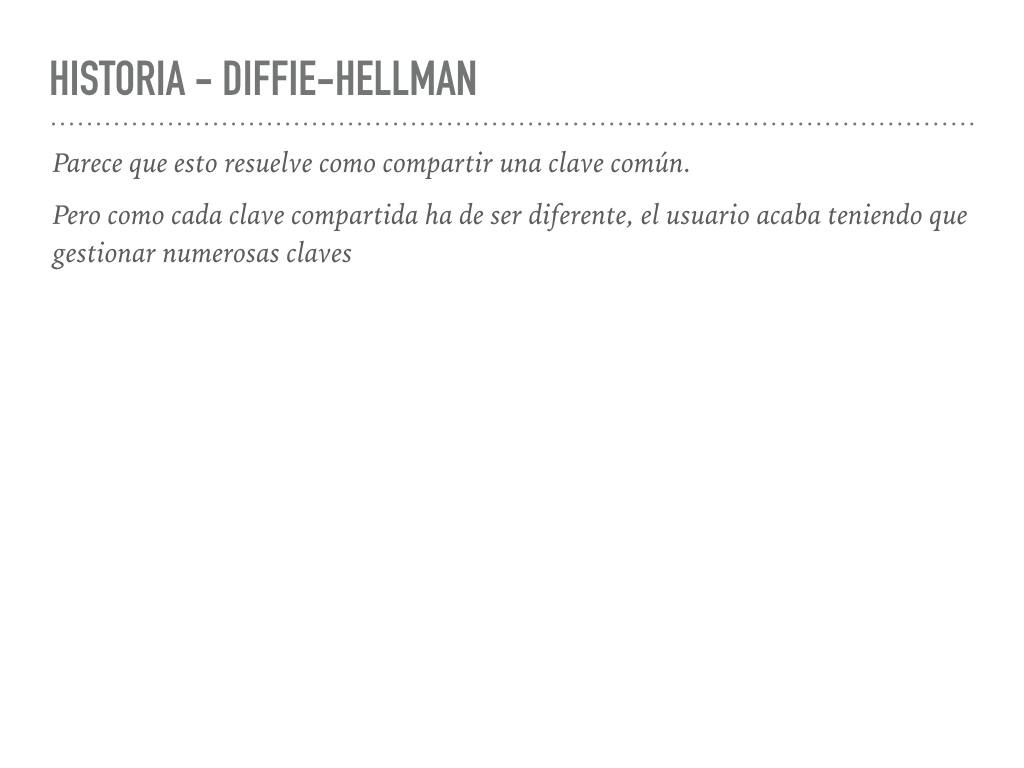 HISTORIA - DIFFIE-HELLMAN
Parece que esto resuelve como compartir una clave común.
Pero como cada clave compartida ha de ser diferente, el usuario acaba teniendo que
gestionar numerosas claves